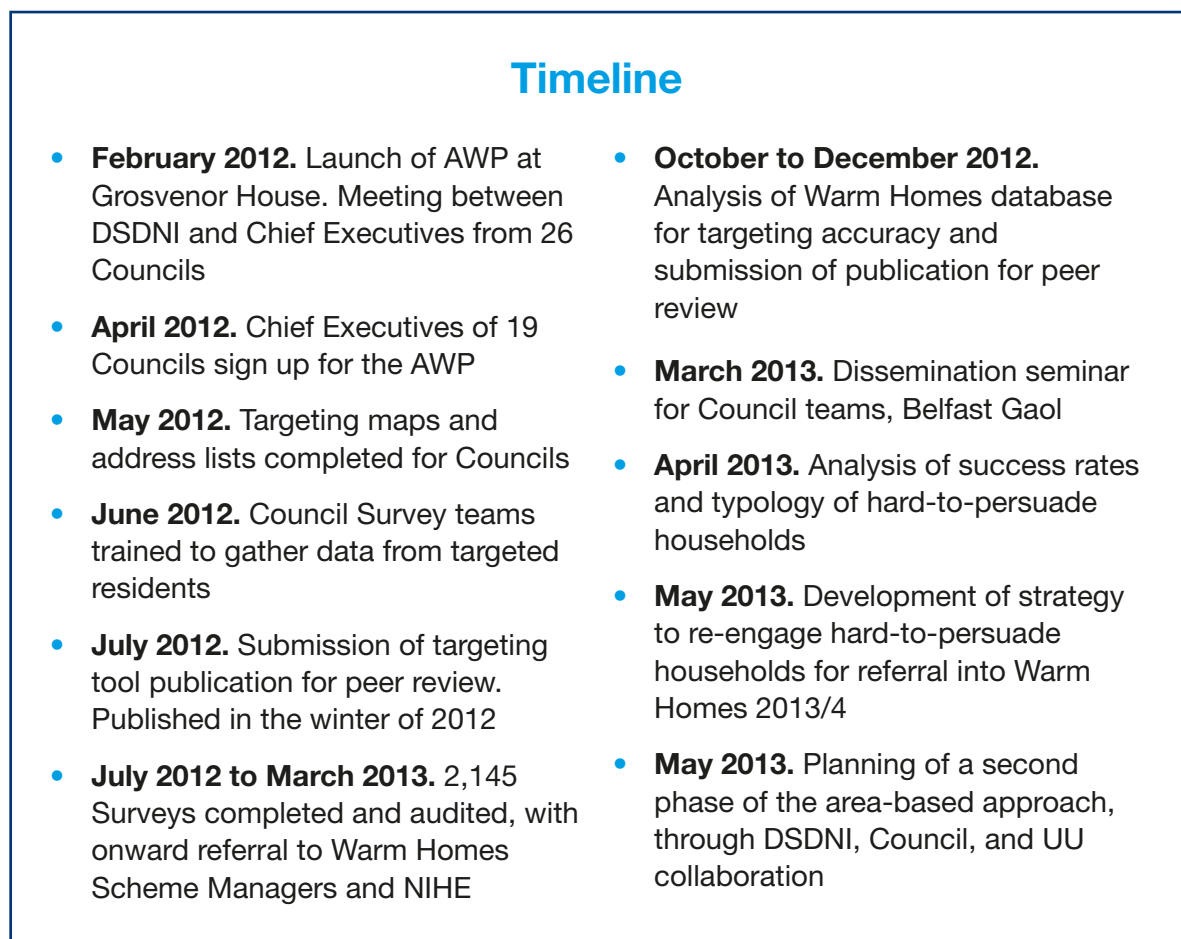 Timeline
• February 2012. Launch of AWP at
Grosvenor House. Meeting between
DSDNI and Chief Executives from 26
Councils
• April 2012. Chief Executives of 19
Councils sign up for the AWP
• May 2012. Targeting maps and
address lists completed for Councils
• June 2012. Council Survey teams
trained to gather data from targeted
residents
• July 2012. Submission of targeting
tool publication for peer review.
Published in the winter of 2012
• July 2012 to March 2013. 2,145
Surveys completed and audited, with
onward referral to Warm Homes
Scheme Managers and NIHE
• October to December 2012.
Analysis of Warm Homes database
for targeting accuracy and
submission of publication for peer
review
• March 2013. Dissemination seminar
for Council teams, Belfast Gaol
• April 2013. Analysis of success rates
and typology of hard-to-persuade
households
• May 2013. Development of strategy
to re-engage hard-to-persuade
households for referral into Warm
Homes 2013/4
• May 2013. Planning of a second
phase of the area-based approach,
through DSDNI, Council, and UU
collaboration